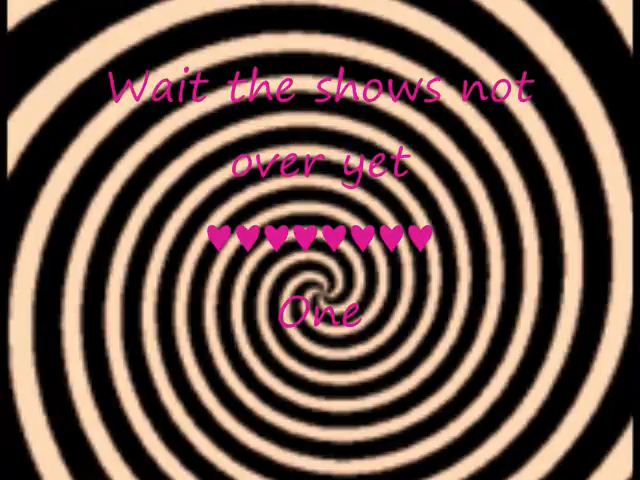 Wait the shows not
over yet
♥♥♥♥♥♥♥♥
One